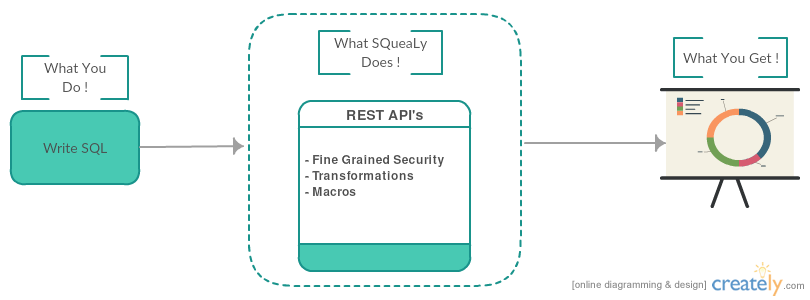 What You
Do !
Write SQL
What SQueaLy
Does !
REST API's
- Fine Grained Security
- Transformations
- Macros
What You Get !
[online diagramming & design] creately.com